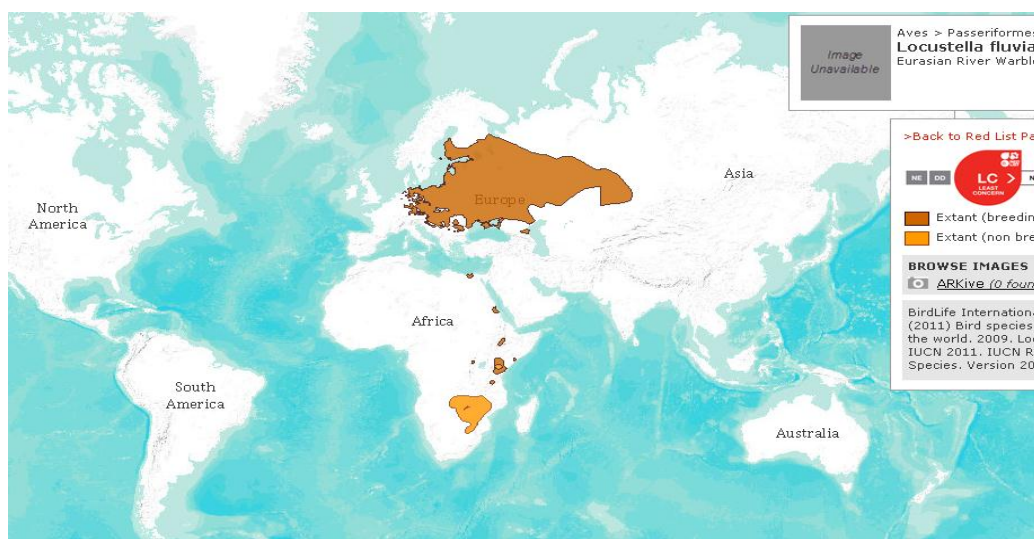 Image
Unavailable
Aves > Passeriformes
Locustella fluvia
Eurasian River Warble
>Back to Red List Pa
NE DD LC > N
LEAST
CONCERN
Extant (breedin
Extant (non bre
BROWSE IMAGES
ARKive (0 foun
BirdLife Internation
(2011) Bird species
the world. 2009. Loc
IUCN 2011. IUCN R
Species. Version 20
North
America
Europe
Asia
Africa
South
America
Australia